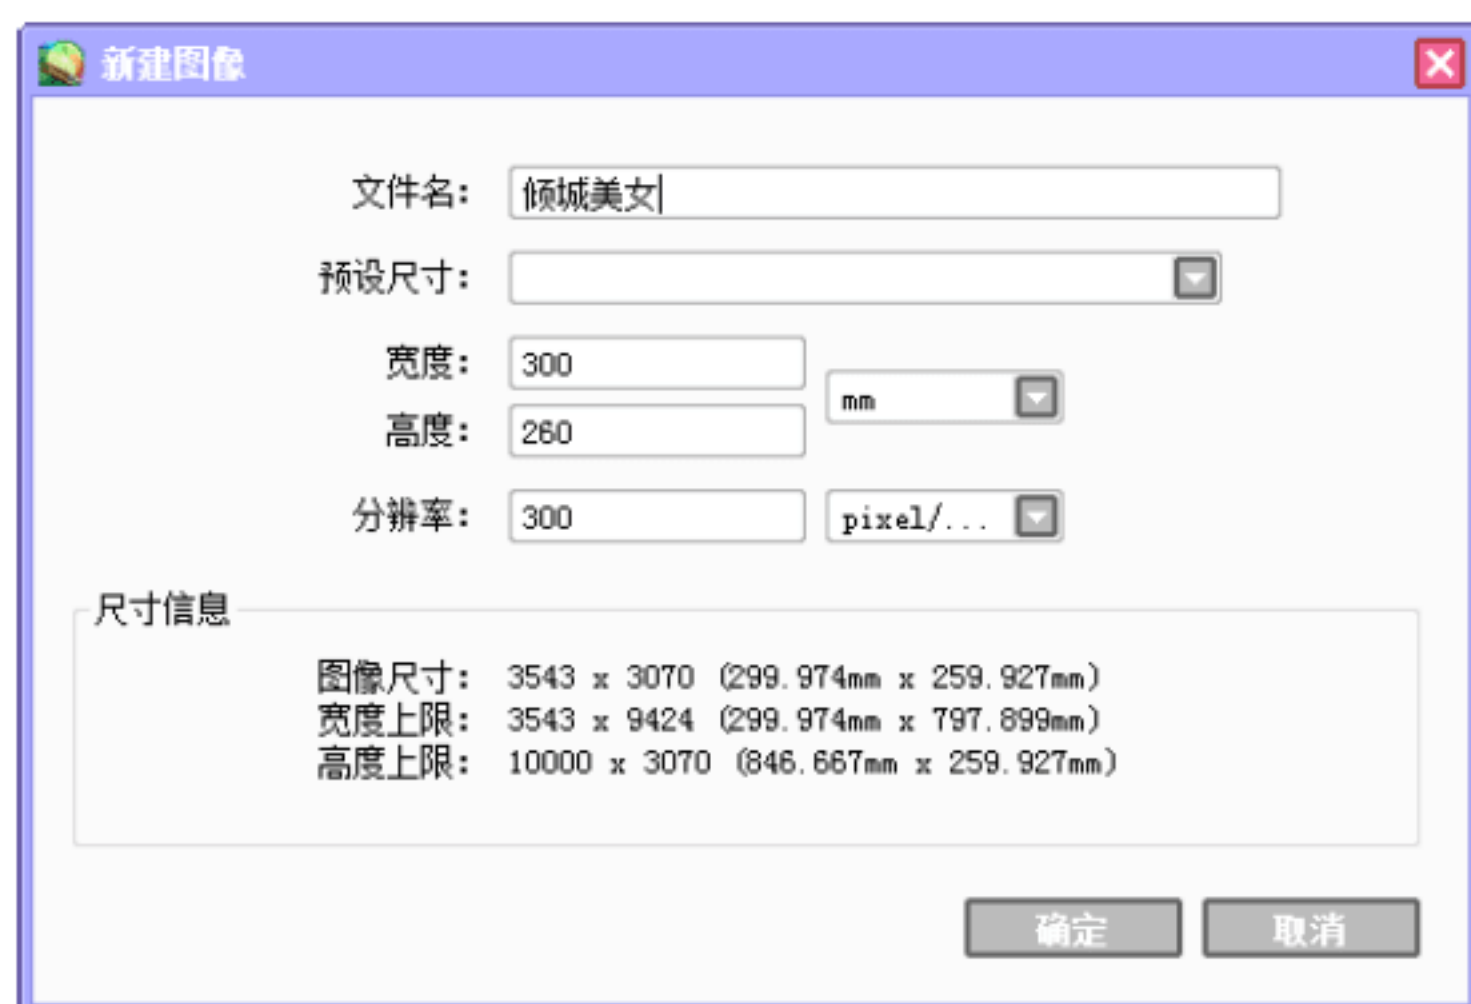 新建图像
文件名: 倾城美女
预设尺寸:
宽度: 300
mm
高度: 260
分辨率: 300 pixel/...
尺寸信息
图像尺寸: 3543 x 3070 (299.974mm x 259.927mm)
宽度上限: 3543 x 9424 (299.974mm x 797.899mm)
高度上限: 10000 x 3070 (846.667mm x 259.927mm)
确定 取消